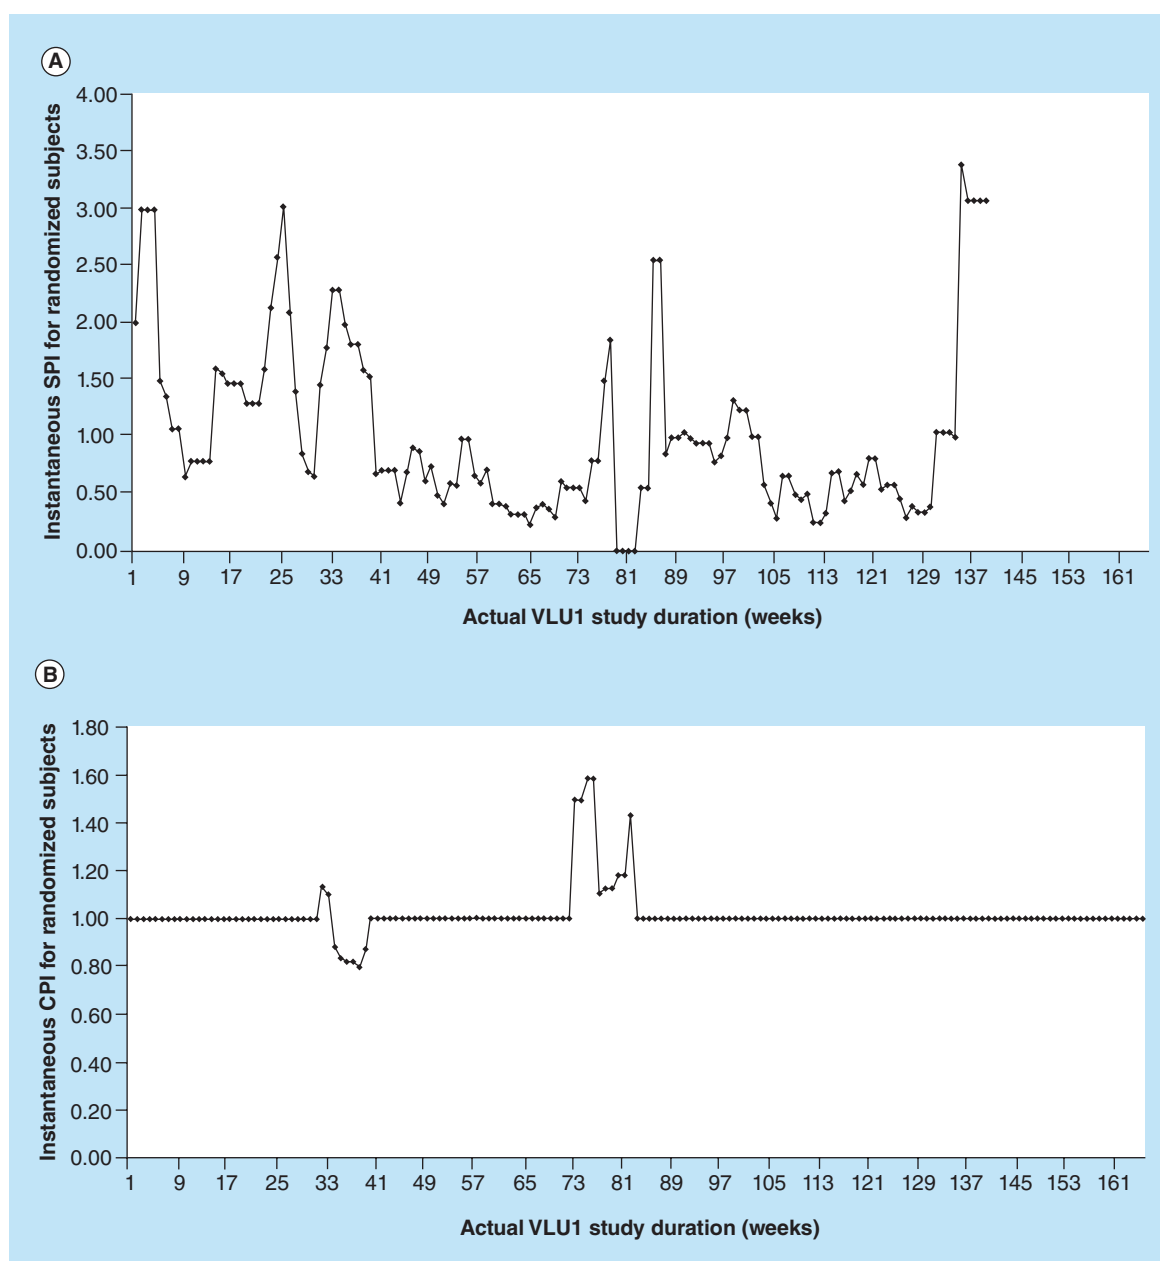 A
Instantaneous SPI for randomized subjects
4.00
3.50
3.00
2.50
2.00
1.50
1.00
0.50
0.00
1 9 17 25 33 41 49 57 65 73 81 89 97 105 113 121 129 137 145 153 161
Actual VLU1 study duration (weeks)
B
Instantaneous CPI for randomized subjects
1.80
1.60
1.40
1.20
1.00
0.80
0.60
0.40
0.20
0.00
1 9 17 25 33 41 49 57 65 73 81 89 97 105 113 121 129 137 145 153 161
Actual VLU1 study duration (weeks)